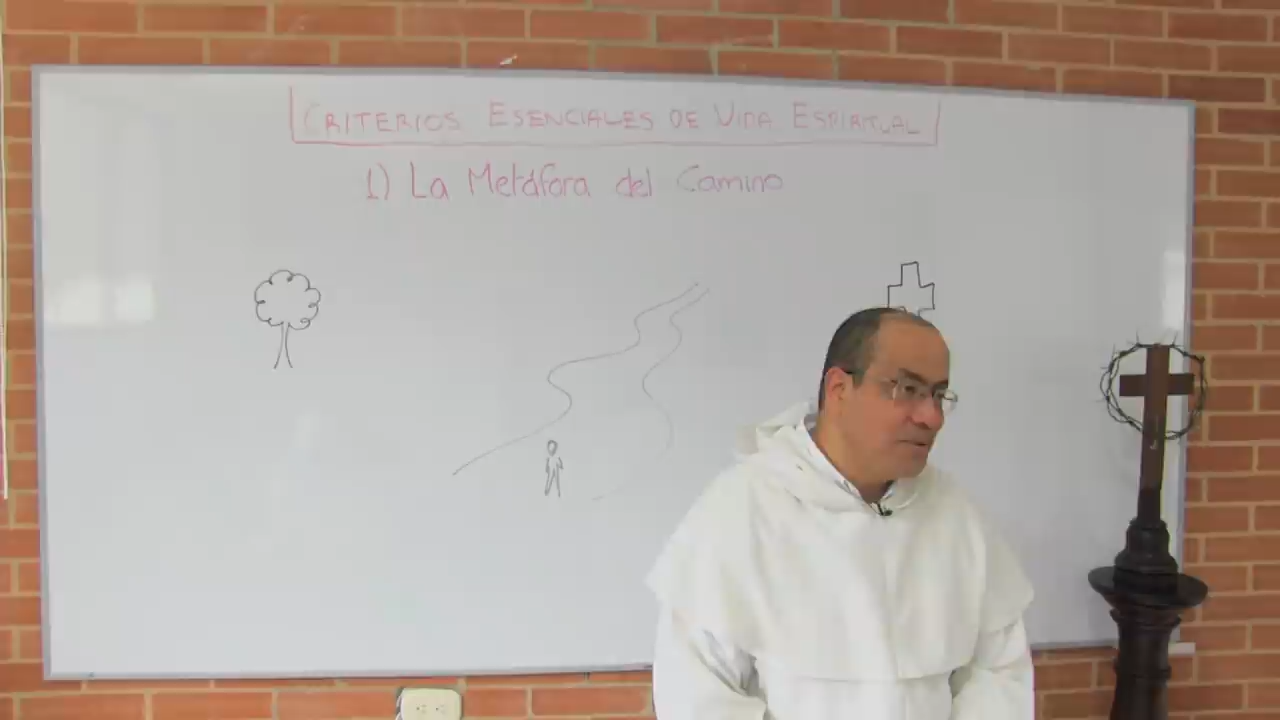 CRITERIOS ESENCIALES DE VIDA ESPIRITUAL
1) La Metáfora del Camino